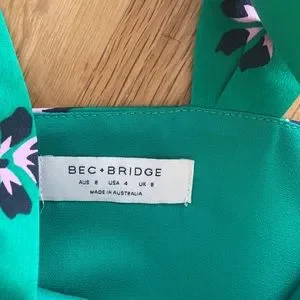 BEC+BRIDGE
AUS 8 USA 4 UK 8
MADE IN AUSTRALIA